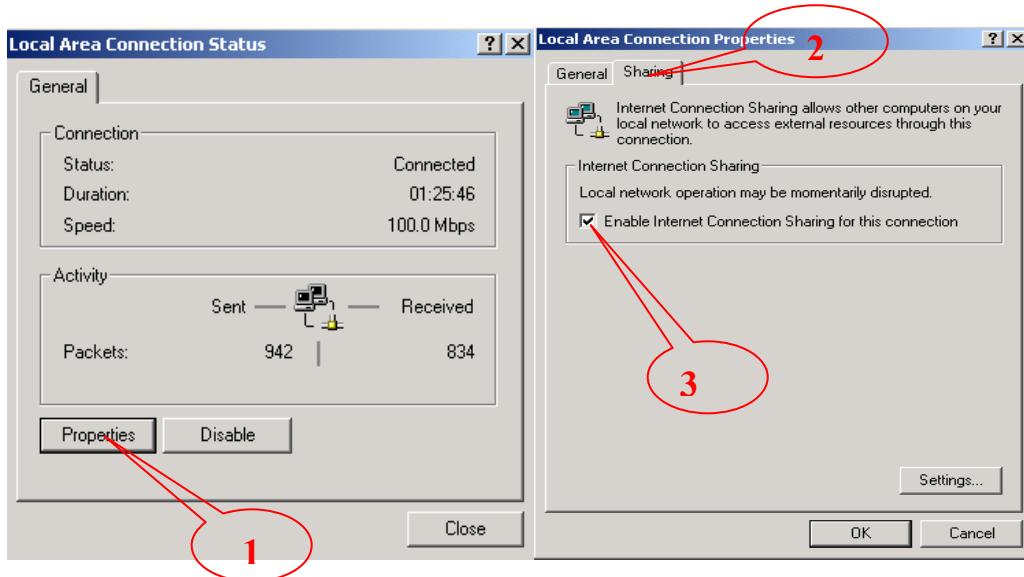 Local Area Connection Status
General
Connection
Status: Connected
Duration: 01:25:46
Speed: 100.0 Mbps
Activity
Sent Received
Packets: 942 834
Properties Disable
Close
1
Local Area Connection Properties
2
General Sharing
Internet Connection Sharing allows other computers on your
local network to access external resources through this
connection.
Internet Connection Sharing
Local network operation may be momentarily disrupted.
Enable Internet Connection Sharing for this connection
3
Settings...
OK Cancel